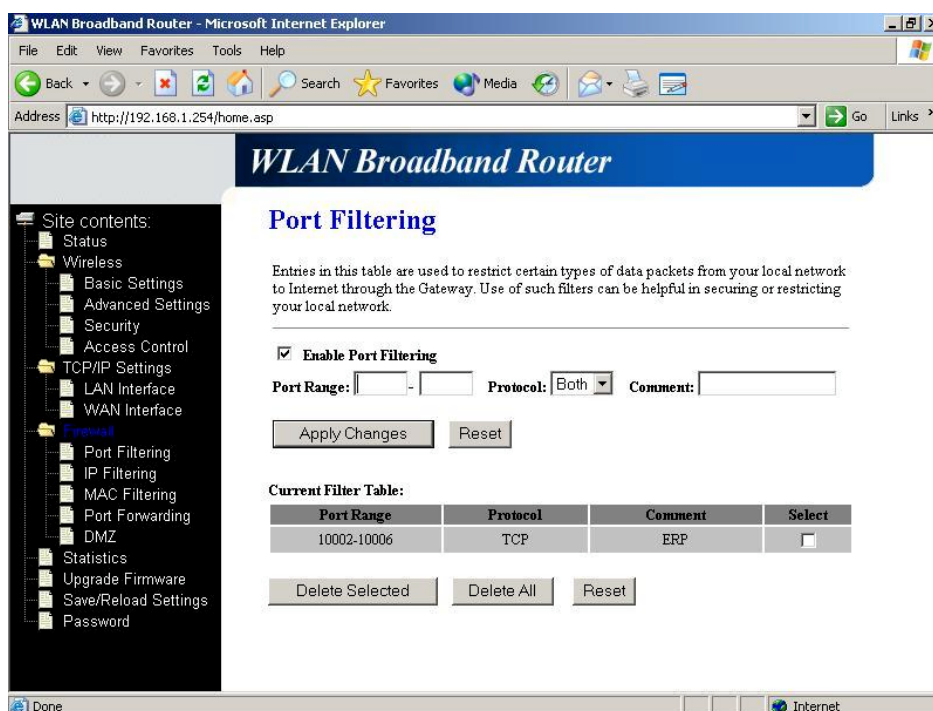 WLAN Broadband Router - Microsoft Internet Explorer
File Edit View Favorites Tools Help
Back Search Favorites Media
Address http://192.168.1.254/home.asp Go Links
WLAN Broadband Router
Site contents:
Status
Wireless
Basic Settings
Advanced Settings
Security
Access Control
TCP/IP Settings
LAN Interface
WAN Interface
Firewall
Port Filtering
IP Filtering
MAC Filtering
Port Forwarding
DMZ
Statistics
Upgrade Firmware
Save/Reload Settings
Password
Port Filtering
Entries in this table are used to restrict certain types of data packets from your local network
to Internet through the Gateway. Use of such filters can be helpful in securing or restricting
your local network.
Enable Port Filtering
Port Range: - Protocol: Both Comment:
Apply Changes Reset
Current Filter Table:
Port Range Protocol Comment Select
10002-10006 TCP ERP
Delete Selected Delete All Reset
Done Internet